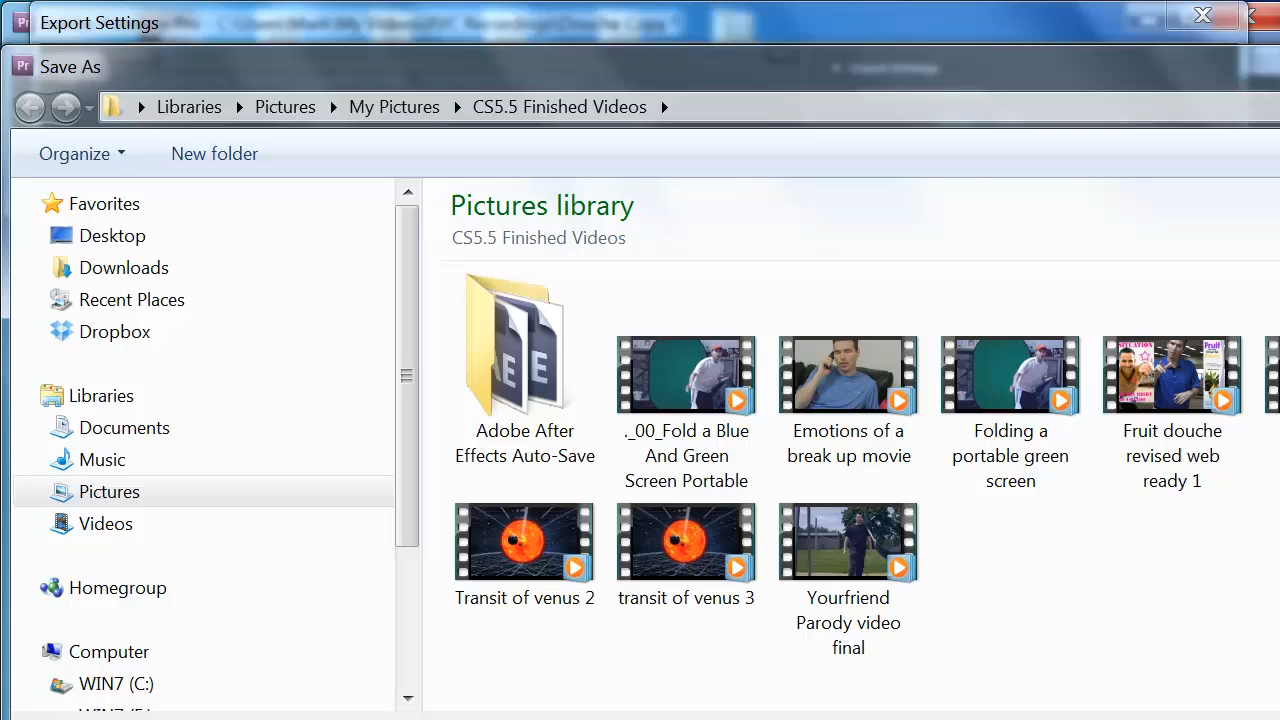 Pr Export Settings
Pr Save As
Libraries Pictures My Pictures CS5.5 Finished Videos
Organize New folder
Favorites
Desktop
Downloads
Recent Places
Dropbox
Libraries
Documents
Music
Pictures
Videos
Homegroup
Computer
WIN7 (C:)
Pictures library
CS5.5 Finished Videos
Adobe After
Effects Auto-Save
._00_Fold a Blue
And Green
Screen Portable
Emotions of a
break up movie
Folding a
portable green
screen
Fruit douche
revised web
ready 1
Transit of venus 2
transit of venus 3
Yourfriend
Parody video
final